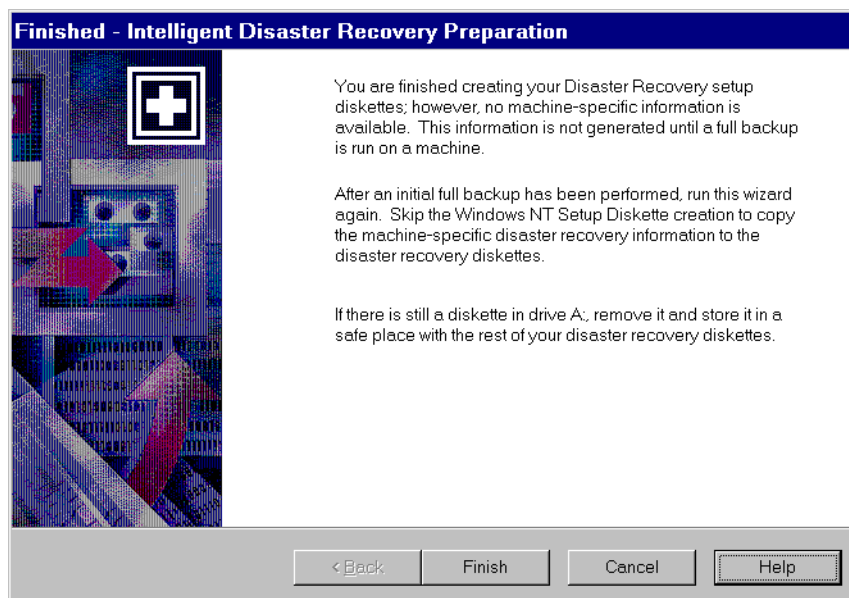 Finished - Intelligent Disaster Recovery Preparation
You are finished creating your Disaster Recovery setup
diskettes; however, no machine-specific information is
available. This information is not generated until a full backup
is run on a machine.
After an initial full backup has been performed, run this wizard
again. Skip the Windows NT Setup Diskette creation to copy
the machine-specific disaster recovery information to the
disaster recovery diskettes.
If there is still a diskette in drive A:, remove it and store it in a
safe place with the rest of your disaster recovery diskettes.
< Back
Finish
Cancel
Help